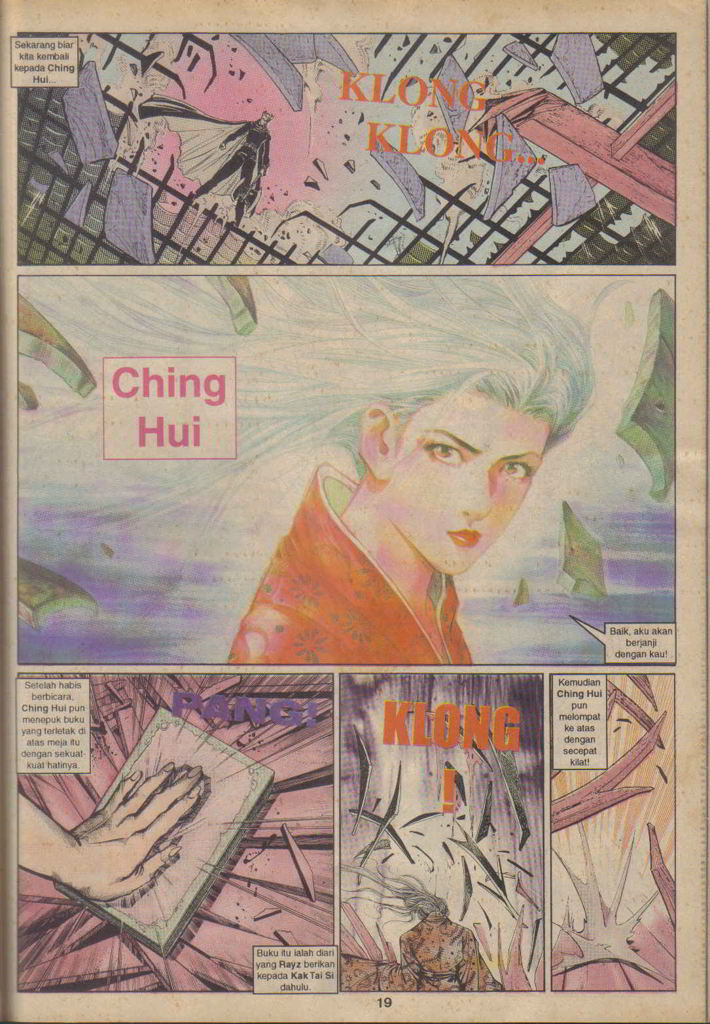 Sekarang biar
kita kembali
kepada Ching
Hui...
KLONG
KLONG...
Ching
Hui
Baik, aku akan
berjanji
dengan kau!
Setelah habis
berbicara,
Ching Hui pun
menepuk buku
yang terletak di
atas meja itu
dengan sekuat-
kuat hatinya.
PANG!
Buku itu ialah diari
yang Rayz berikan
kepada Kak Tai Si
dahulu.
KLONG
!
Kemudian
Ching Hui
pun
melompat
ke atas
dengan
secepat
kilat!
19